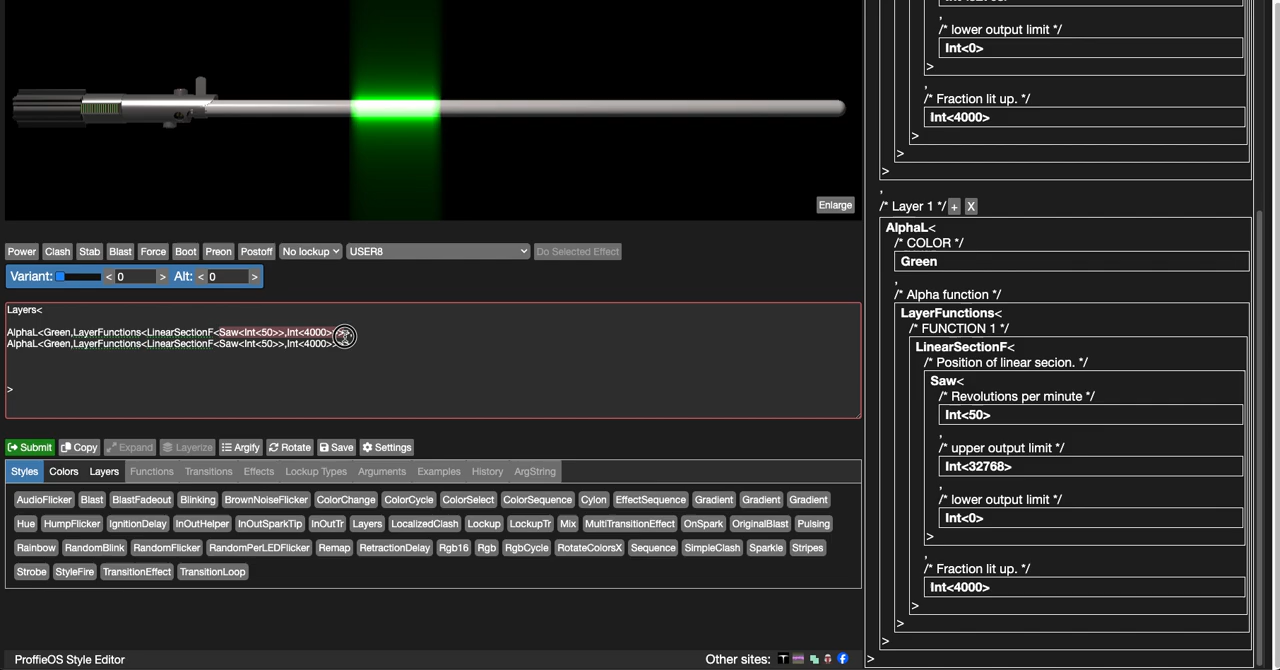 Enlarge
Power Clash Stab Blast Force Boot Preon Postoff No lockup USER8 Do Selected Effect
Variant: < 0 > Alt: < 0 >
Layers<
AlphaL<Green,LayerFunctions<LinearSectionF<Saw<Int<50>>,Int<4000>
AlphaL<Green,LayerFunctions<LinearSectionF<Saw<Int<50>>,Int<4000>
>
Submit Copy Expand Layerize Argify Rotate Save Settings
Styles Colors Layers Functions Transitions Effects Lockup Types Arguments Examples History ArgString
AudioFlicker Blast BlastFadeout Blinking BrownNoiseFlicker ColorChange ColorCycle ColorSelect ColorSequence Cylon EffectSequence Gradient Gradient Gradient
Hue HumpFlicker IgnitionDelay InOutHelper InOutSparkTip InOutTr Layers LocalizedClash Lockup LockupTr Mix MultiTransitionEffect OnSpark OriginalBlast Pulsing
Rainbow RandomBlink RandomFlicker RandomPerLEDFlicker Remap RetractionDelay Rgb16 Rgb RgbCycle RotateColorsX Sequence SimpleClash Sparkle Stripes
Strobe StyleFire TransitionEffect TransitionLoop
ProffieOS Style Editor
Other sites:
,
/* lower output limit */
Int<0>
>
,
/* Fraction lit up. */
Int<4000>
>
>
>
,
/* Layer 1 */ + X
AlphaL<
/* COLOR */
Green
,
/* Alpha function */
LayerFunctions<
/* FUNCTION 1 */
LinearSectionF<
/* Position of linear secion. */
Saw<
/* Revolutions per minute */
Int<50>
,
/* upper output limit */
Int<32768>
,
/* lower output limit */
Int<0>
>
,
/* Fraction lit up. */
Int<4000>
>
>
>
>